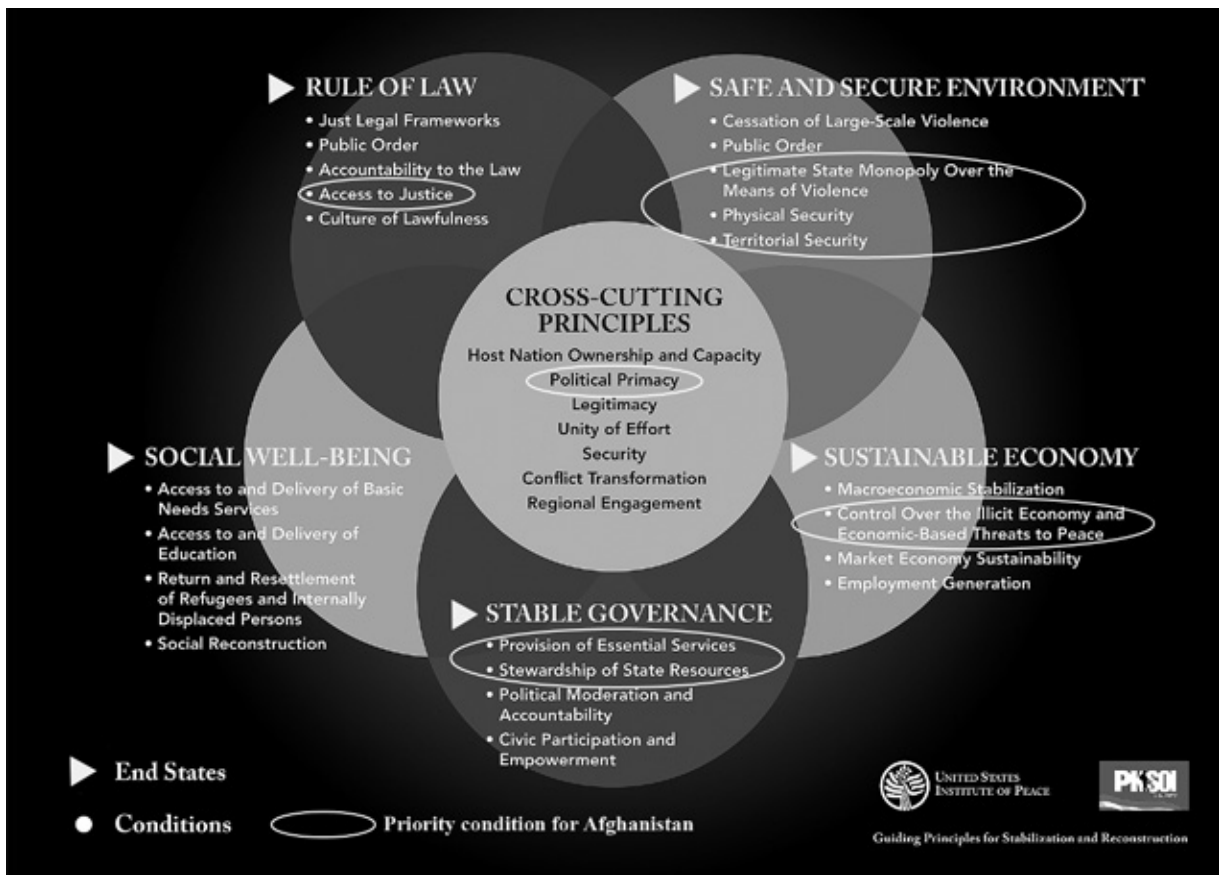 RULE OF LAW
• Just Legal Frameworks
• Public Order
• Accountability to the Law
• Access to Justice
• Culture of Lawfulness
SAFE AND SECURE ENVIRONMENT
• Cessation of Large-Scale Violence
• Public Order
• Legitimate State Monopoly Over the
Means of Violence
• Physical Security
• Territorial Security
CROSS-CUTTING
PRINCIPLES
Host Nation Ownership and Capacity
Political Primacy
Legitimacy
Unity of Effort
Security
Conflict Transformation
Regional Engagement
SOCIAL WELL-BEING
• Access to and Delivery of Basic
Needs Services
• Access to and Delivery of
Education
• Return and Resettlement
of Refugees and Internally
Displaced Persons
• Social Reconstruction
SUSTAINABLE ECONOMY
• Macroeconomic Stabilization
• Control Over the Illicit Economy and
Economic-Based Threats to Peace
• Market Economy Sustainability
• Employment Generation
STABLE GOVERNANCE
• Provision of Essential Services
• Stewardship of State Resources
• Political Moderation and
Accountability
• Civic Participation and
Empowerment
End States
Conditions
Priority condition for Afghanistan
UNITED STATES
INSTITUTE OF PEACE
PKSOI
Guiding Principles for Stabilization and Reconstruction